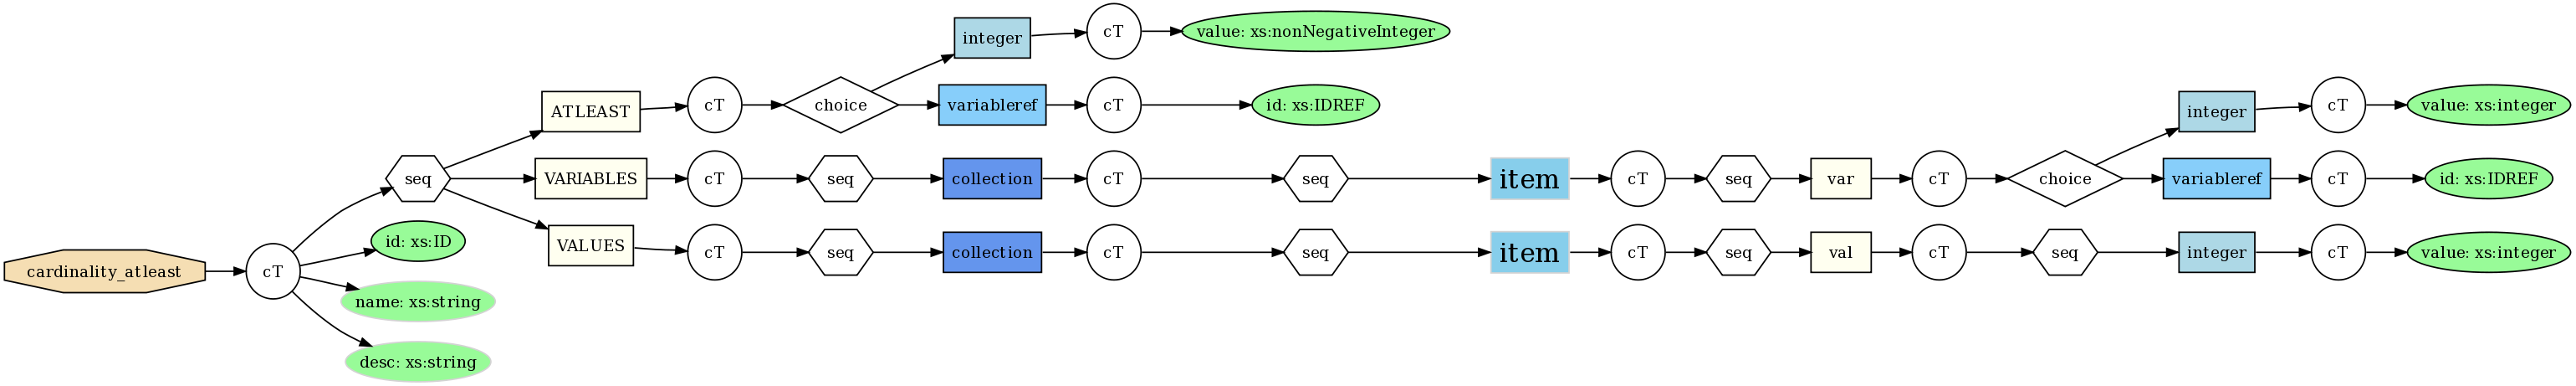 cardinality_atleast
cT
seq
id: xs:ID
name: xs:string
desc: xs:string
ATLEAST
cT
choice
integer
cT
value: xs:nonNegativeInteger
variableref
cT
id: xs:IDREF
VARIABLES
cT
seq
collection
cT
seq
item
cT
seq
var
cT
choice
integer
cT
value: xs:integer
variableref
cT
id: xs:IDREF
VALUES
cT
seq
collection
cT
seq
item
cT
seq
val
cT
seq
integer
cT
value: xs:integer